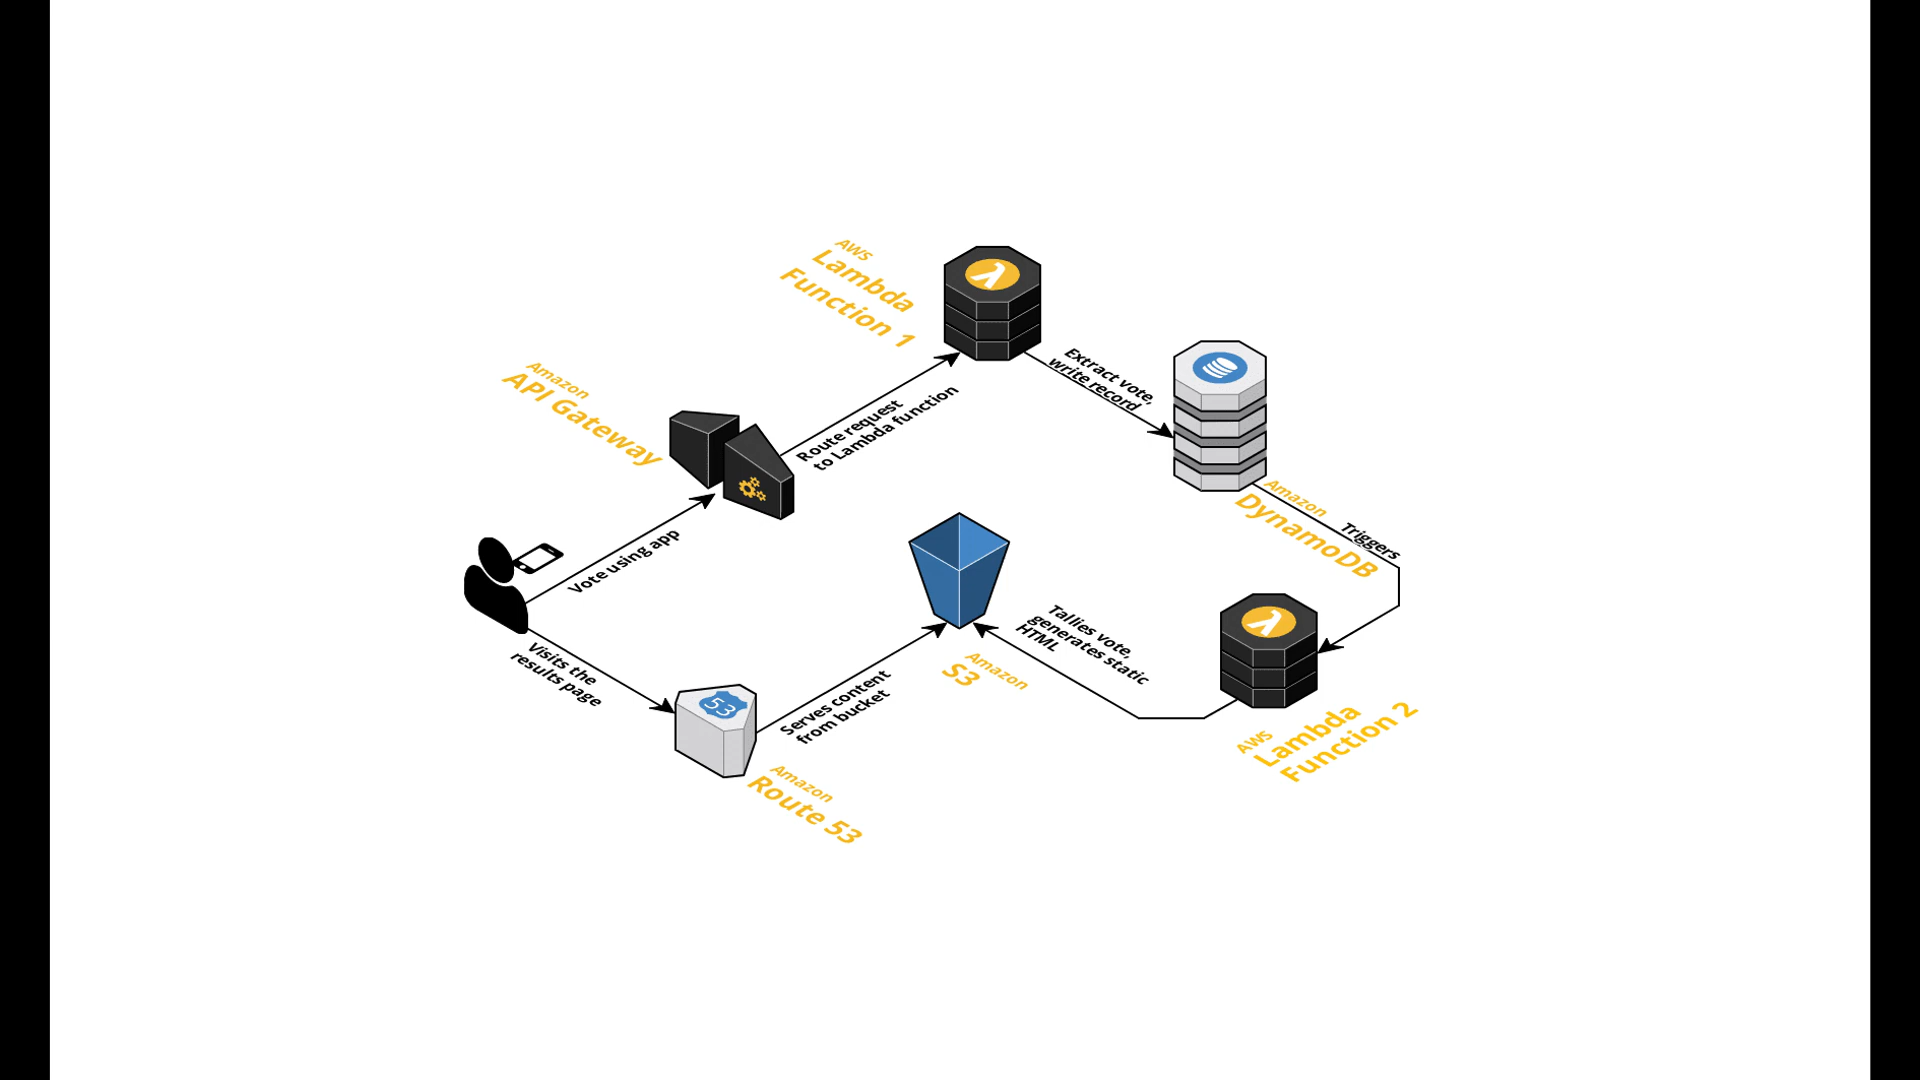 AWS
Lambda
Function 1
Extract vote,
write record
Amazon
API Gateway
Route request
to Lambda function
Amazon
DynamoDB
Triggers
Vote using app
Tallies vote,
generates static
HTML
Amazon
S3
Visits the
results page
53
Serves content
from bucket
AWS
Lambda
Function 2
Amazon
Route 53